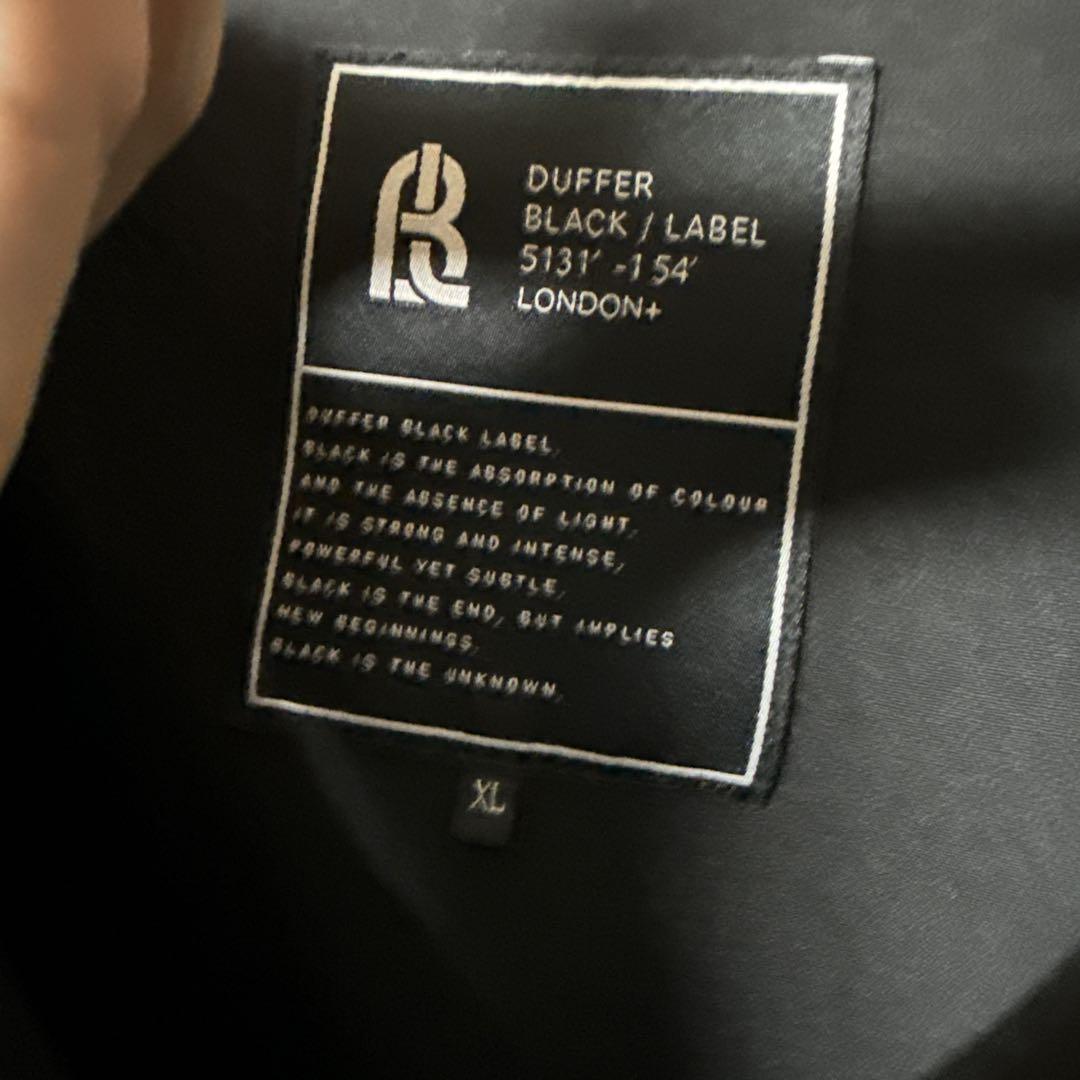 DUFFER
BLACK / LABEL
5131' -1 54'
LONDON+
DUFFER BLACK LABEL,
BLACK IS THE ABSORPTION OF COLOUR
AND THE ABSENCE OF LIGHT,
IT IS STRONG AND INTENSE,
POWERFUL YET SUBTLE,
BLACK IS THE END, BUT IMPLIES
NEW BEGINNINGS,
BLACK IS THE UNKNOWN,
XL